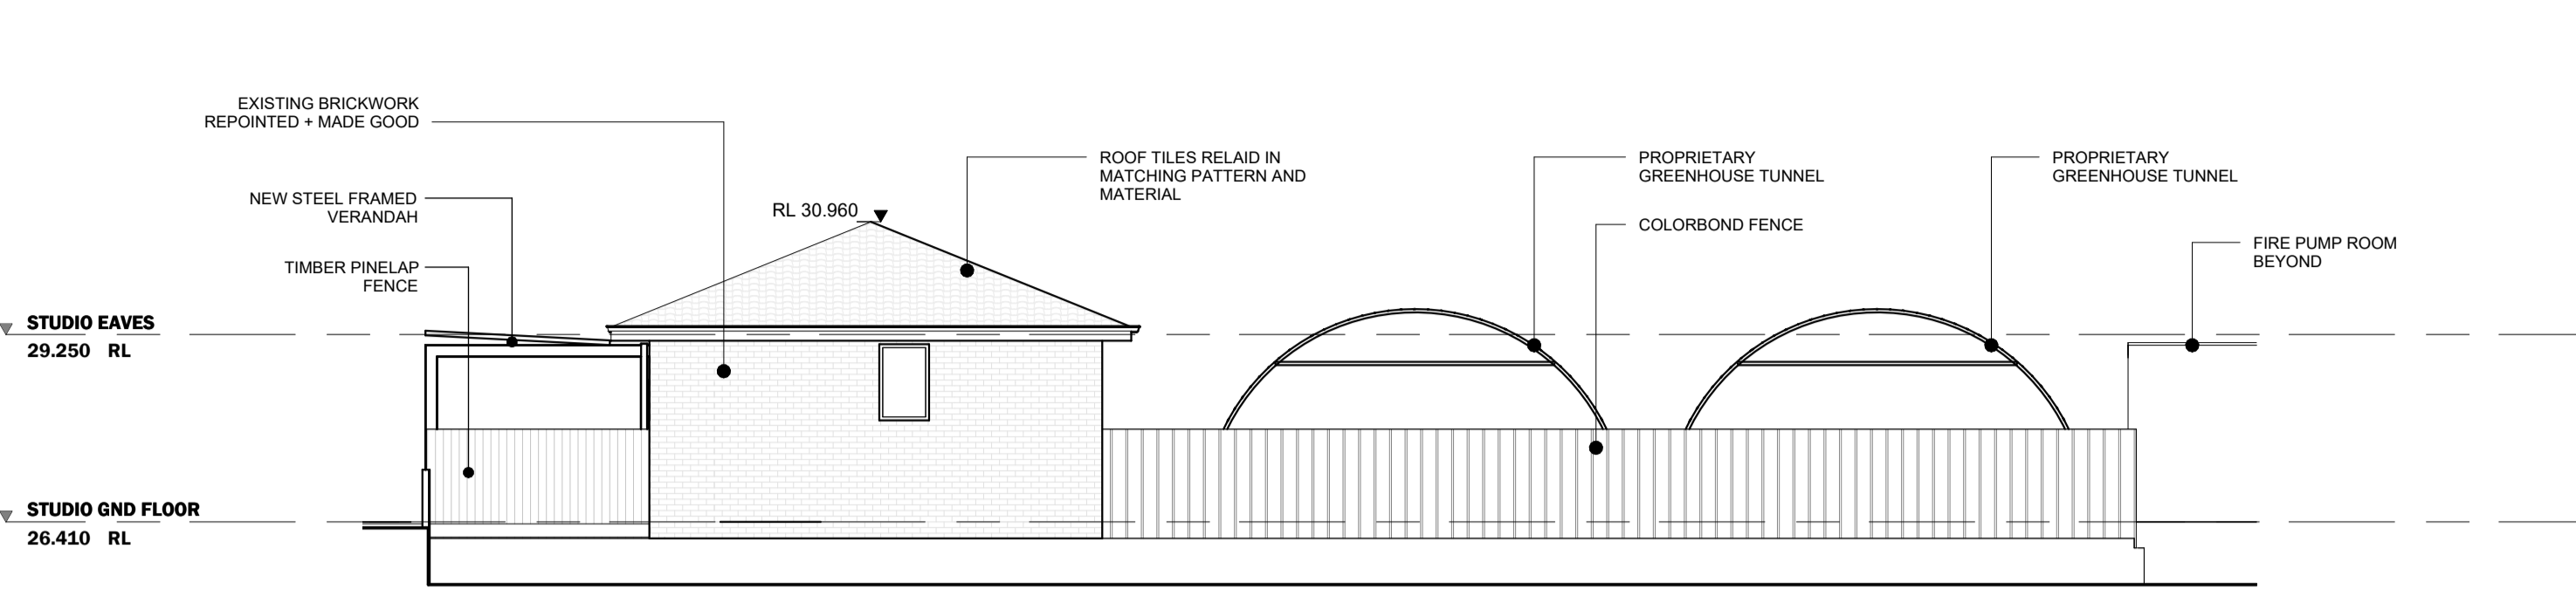 EXISTING BRICKWORK
REPOINTED + MADE GOOD
NEW STEEL FRAMED
VERANDAH
TIMBER PINELAP
FENCE
RL 30.960
ROOF TILES RELAID IN
MATCHING PATTERN AND
MATERIAL
PROPRIETARY
GREENHOUSE TUNNEL
COLORBOND FENCE
PROPRIETARY
GREENHOUSE TUNNEL
FIRE PUMP ROOM
BEYOND
STUDIO EAVES
29.250 RL
STUDIO GND FLOOR
26.410 RL